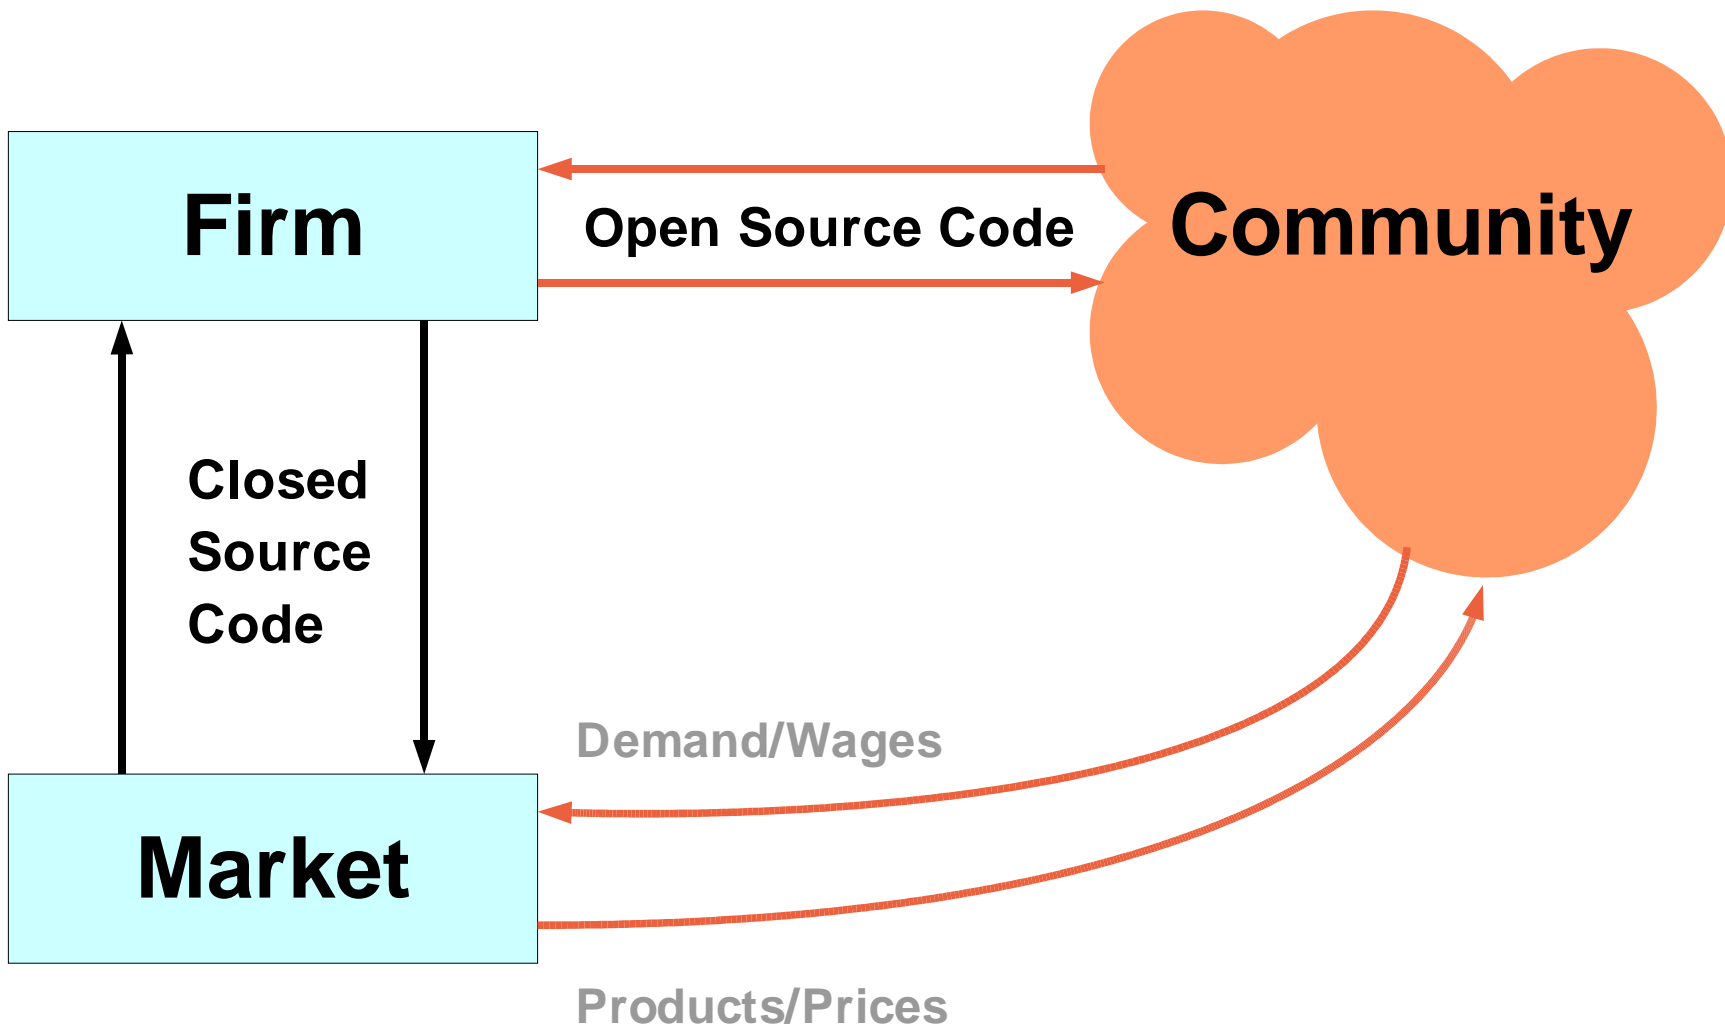 Firm
Open Source Code
Community
Closed
Source
Code
Demand/Wages
Market
Products/Prices